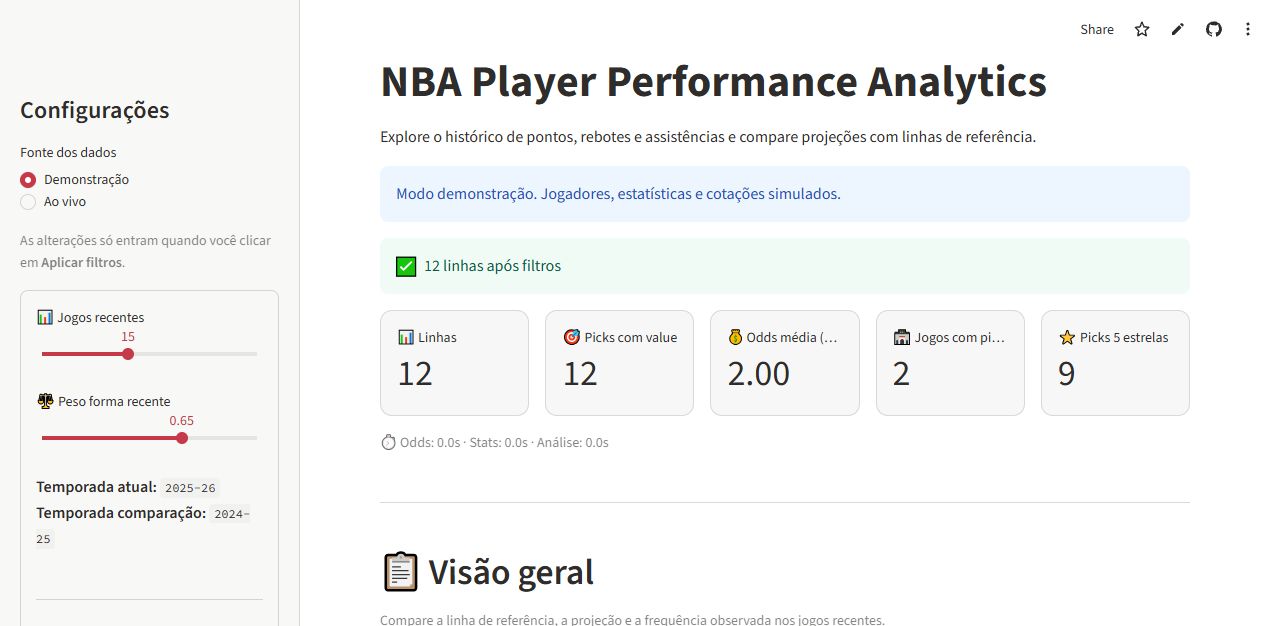 Share
Configurações
Fonte dos dados
Demonstração
Ao vivo
As alterações só entram quando você clicar
em Aplicar filtros.
Jogos recentes
15
Peso forma recente
0.65
Temporada atual: 2025-26
Temporada comparação: 2024-
25
NBA Player Performance Analytics
Explore o histórico de pontos, rebotes e assistências e compare projeções com linhas de referência.
Modo demonstração. Jogadores, estatísticas e cotações simulados.
12 linhas após filtros
Linhas
12
Picks com value
12
Odds média (...
2.00
Jogos com pi...
2
Picks 5 estrelas
9
Odds: 0.0s · Stats: 0.0s · Análise: 0.0s
Visão geral
Compare a linha de referência, a projeção e a frequência observada nos jogos recentes.